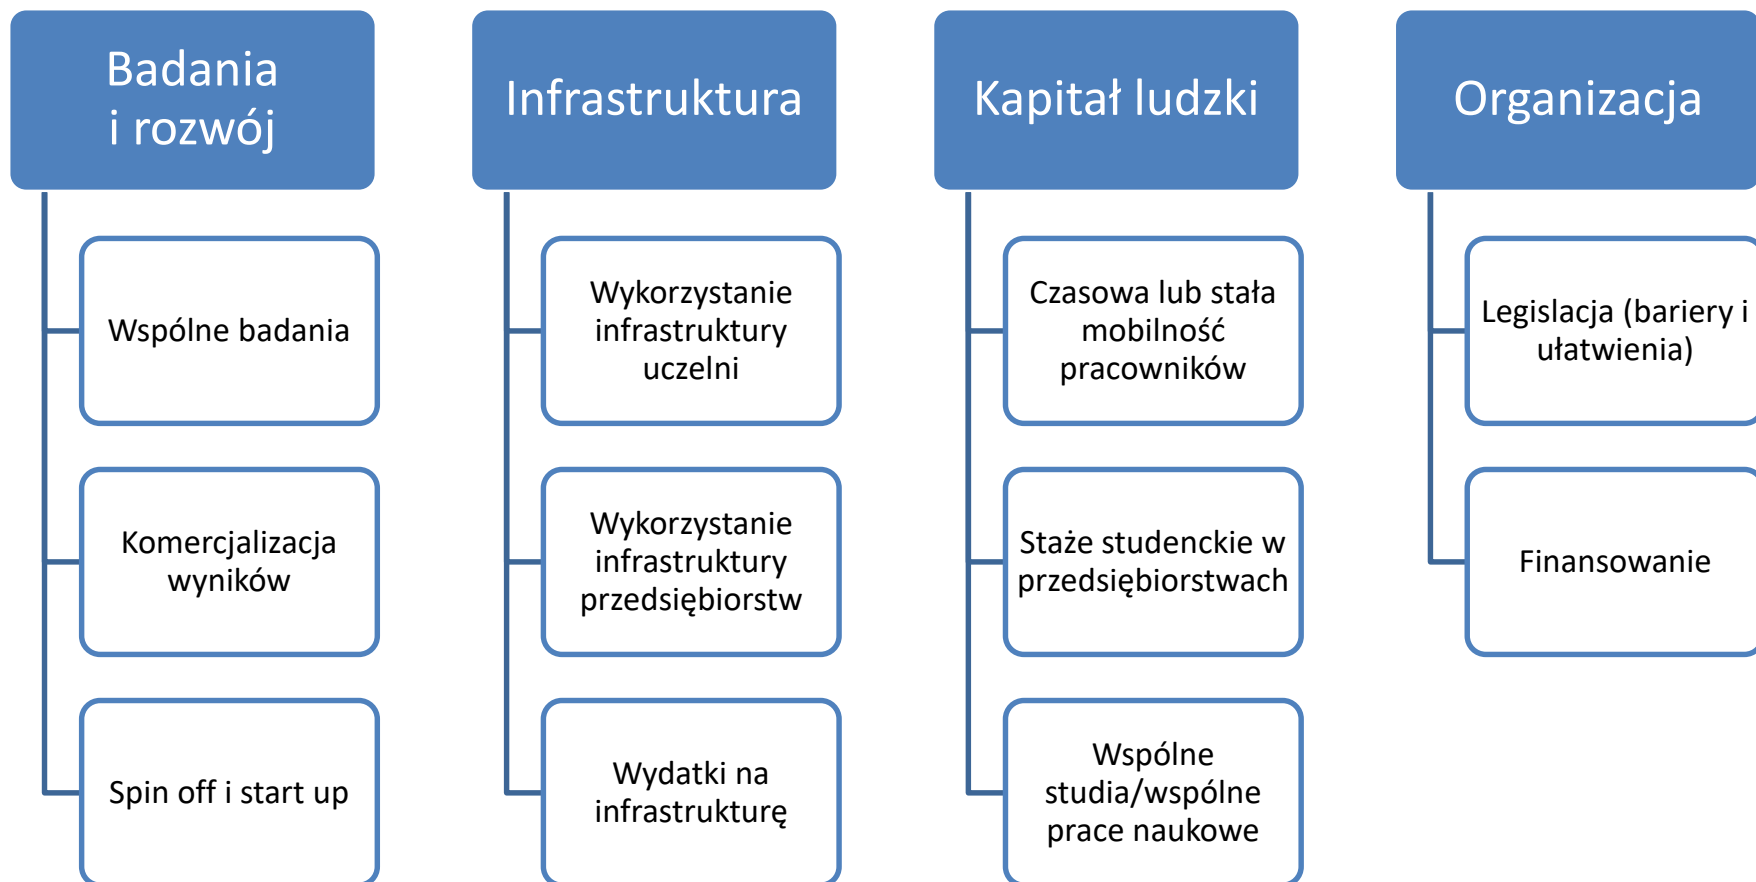 Badania
i rozwój
Wspólne badania
Komercjalizacja
wyników
Spin off i start up
Infrastruktura
Wykorzystanie
infrastruktury
uczelni
Wykorzystanie
infrastruktury
przedsiębiorstw
Wydatki na
infrastrukturę
Kapitał ludzki
Czasowa lub stała
mobilność
pracowników
Staże studenckie w
przedsiębiorstwach
Wspólne
studia/wspólne
prace naukowe
Organizacja
Legislacja (bariery i
ułatwienia)
Finansowanie